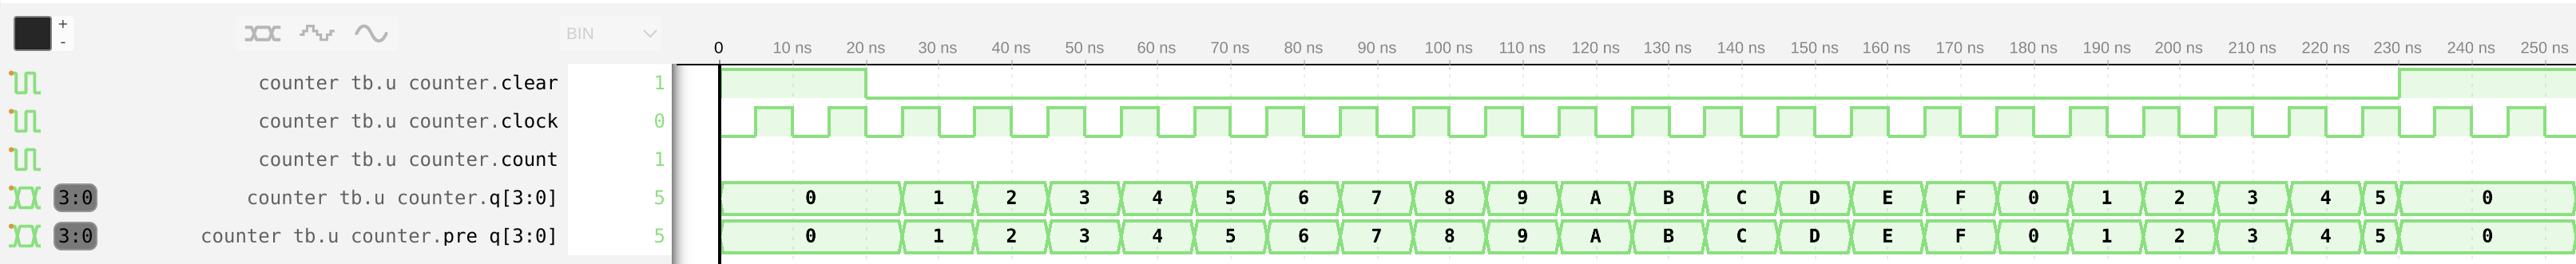 +
-
BIN
0 10 ns 20 ns 30 ns 40 ns 50 ns 60 ns 70 ns 80 ns 90 ns 100 ns 110 ns 120 ns 130 ns 140 ns 150 ns 160 ns 170 ns 180 ns 190 ns 200 ns 210 ns 220 ns 230 ns 240 ns 250 ns
counter tb.u counter.clear 1
counter tb.u counter.clock 0
counter tb.u counter.count 1
3:0 counter tb.u counter.q[3:0] 5 0 1 2 3 4 5 6 7 8 9 A B C D E F 0 1 2 3 4 5 0
3:0 counter tb.u counter.pre q[3:0] 5 0 1 2 3 4 5 6 7 8 9 A B C D E F 0 1 2 3 4 5 0